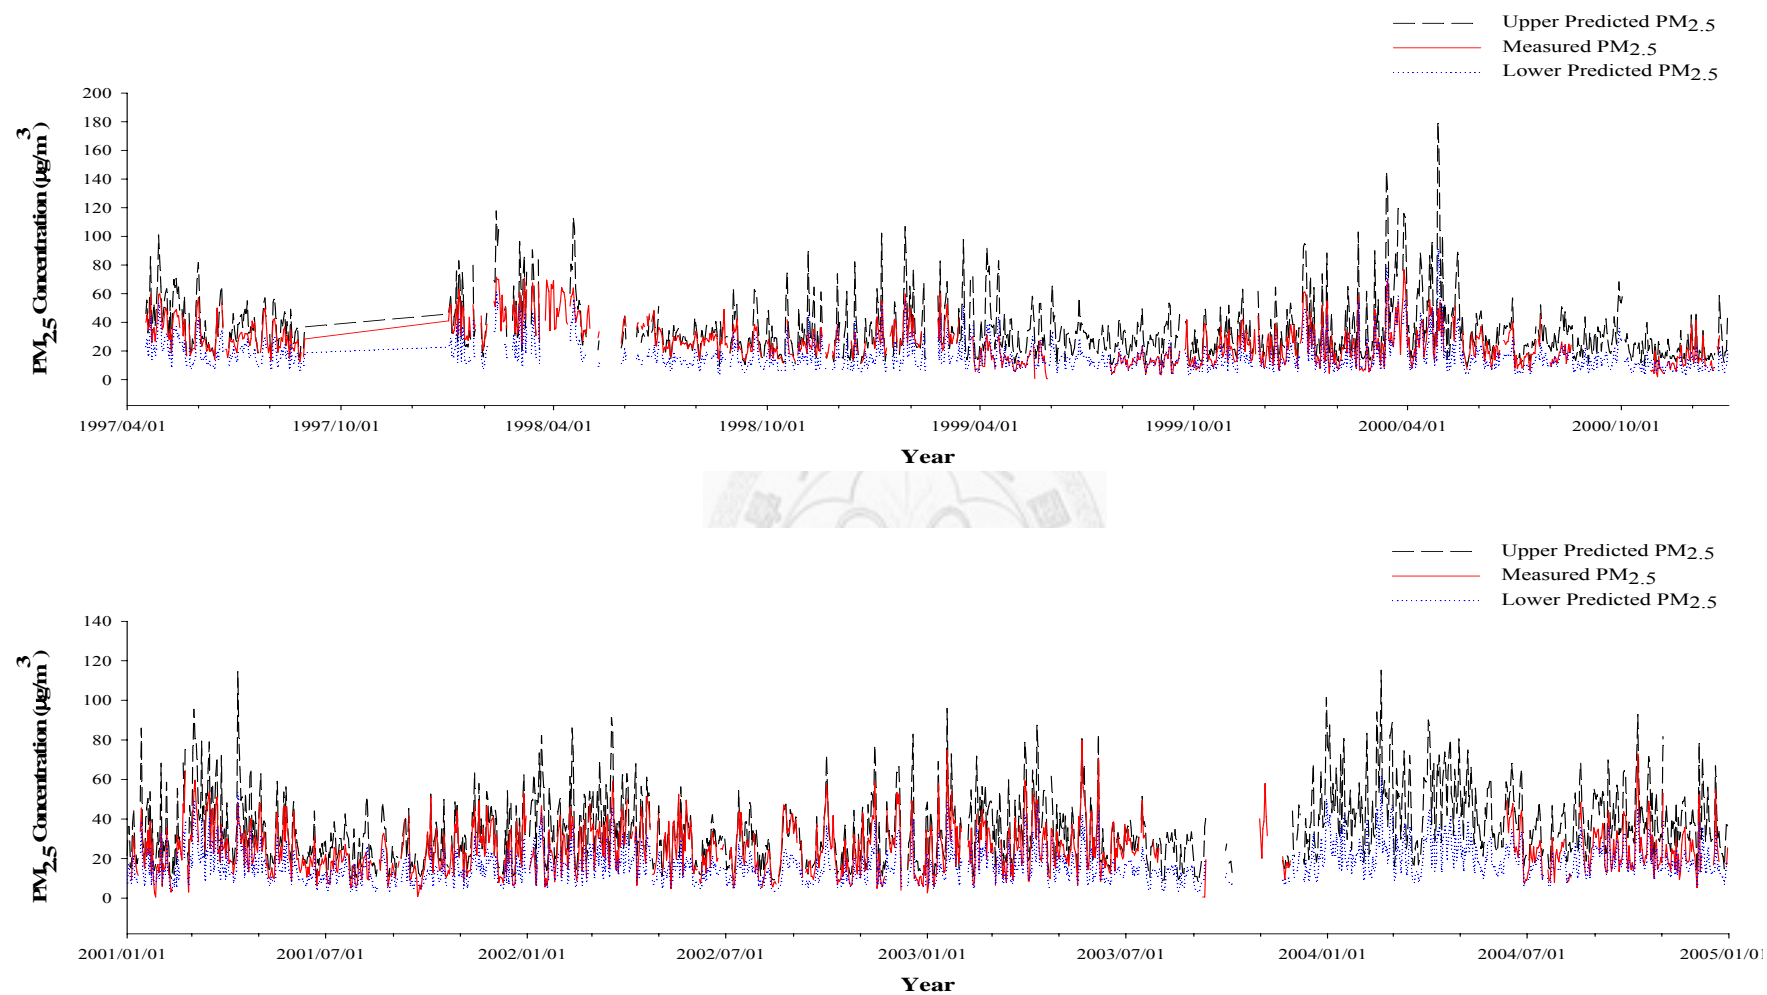 Upper Predicted PM2.5
Measured PM2.5
Lower Predicted PM2.5
PM2.5 Concentration (μg/m3)
200
180
160
140
120
100
80
60
40
20
0
1997/04/01 1997/10/01 1998/04/01 1998/10/01 1999/04/01 1999/10/01 2000/04/01 2000/10/01
Year
Upper Predicted PM2.5
Measured PM2.5
Lower Predicted PM2.5
PM2.5 Concentration (μg/m3)
140
120
100
80
60
40
20
0
2001/01/01 2001/07/01 2002/01/01 2002/07/01 2003/01/01 2003/07/01 2004/01/01 2004/07/01 2005/01/01
Year